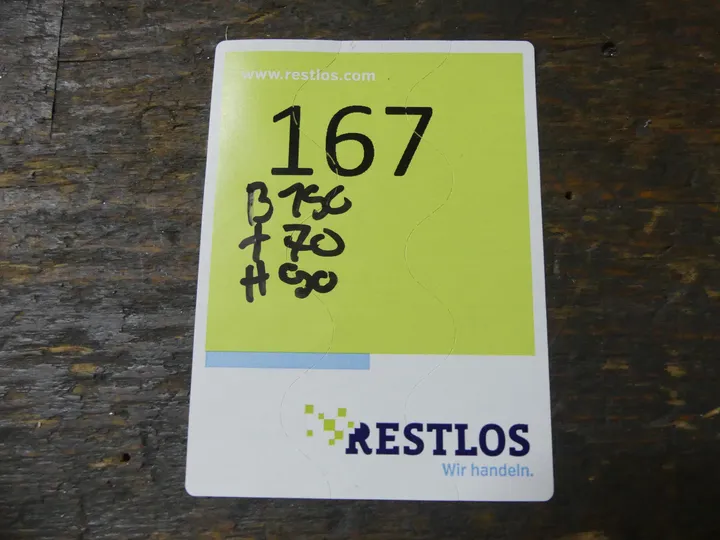 www.restlos.com
167
B 150
T 70
H 90
RESTLOS
Wir handeln.